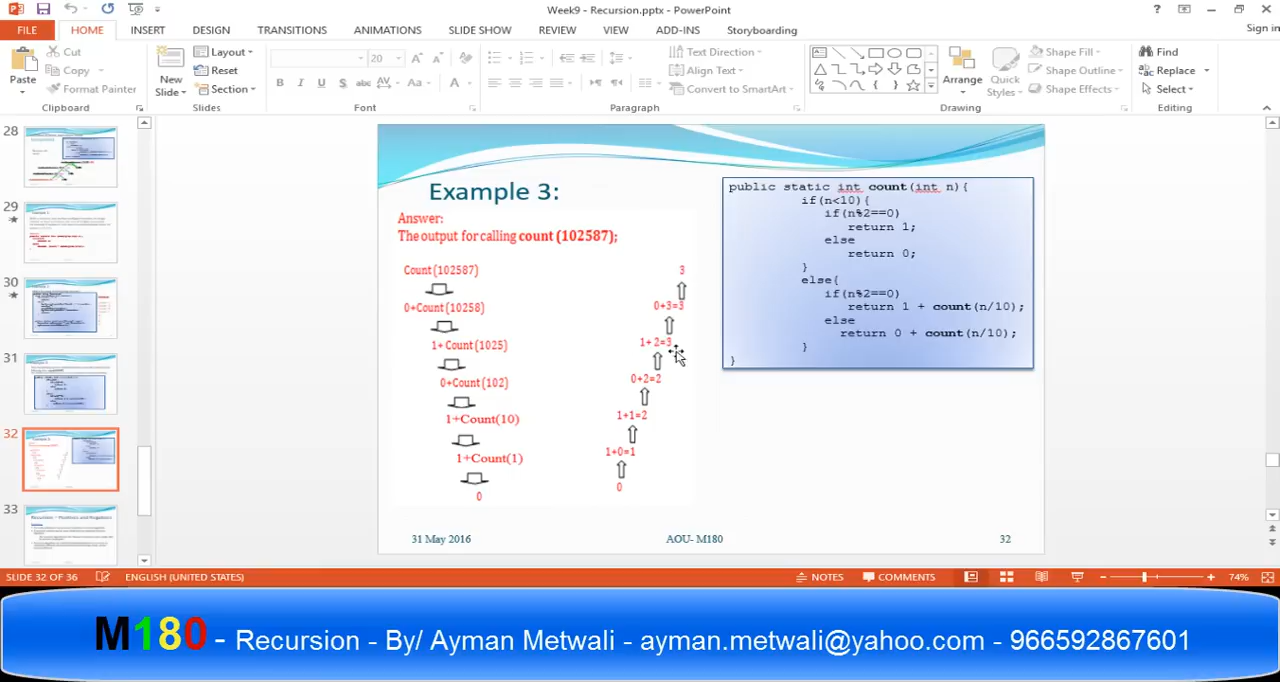 Week9 - Recursion.pptx - PowerPoint
?
FILE
HOME
INSERT
DESIGN
TRANSITIONS
ANIMATIONS
SLIDE SHOW
REVIEW
VIEW
ADD-INS
Storyboarding
Sign in
Paste
Cut
Copy
Format Painter
Clipboard
New
Slide
Layout
Reset
Section
Slides
20
B I U S abc AV Aa A
Font
Text Direction
Align Text
Convert to SmartArt
Paragraph
Arrange
Quick
Styles
Shape Fill
Shape Outline
Shape Effects
Drawing
Find
Replace
Select
Editing
28
29
30
31
32
33
Example 3:
Answer:
The output for calling count (102587);
Count(102587)
0+Count(10258)
1+ Count(1025)
0+Count(102)
1+Count(10)
1+Count(1)
0
3
0+3=3
1+ 2=3
0+2=2
1+1=2
1+0=1
0
public static int count(int n){
if(n<10){
if(n%2==0)
return 1;
else
return 0;
}
else{
if(n%2==0)
return 1 + count(n/10);
else
return 0 + count(n/10);
}
}
31 May 2016
AOU- M180
32
SLIDE 32 OF 36
ENGLISH (UNITED STATES)
NOTES
COMMENTS
74%
M180 - Recursion - By/ Ayman Metwali - ayman.metwali@yahoo.com - 966592867601